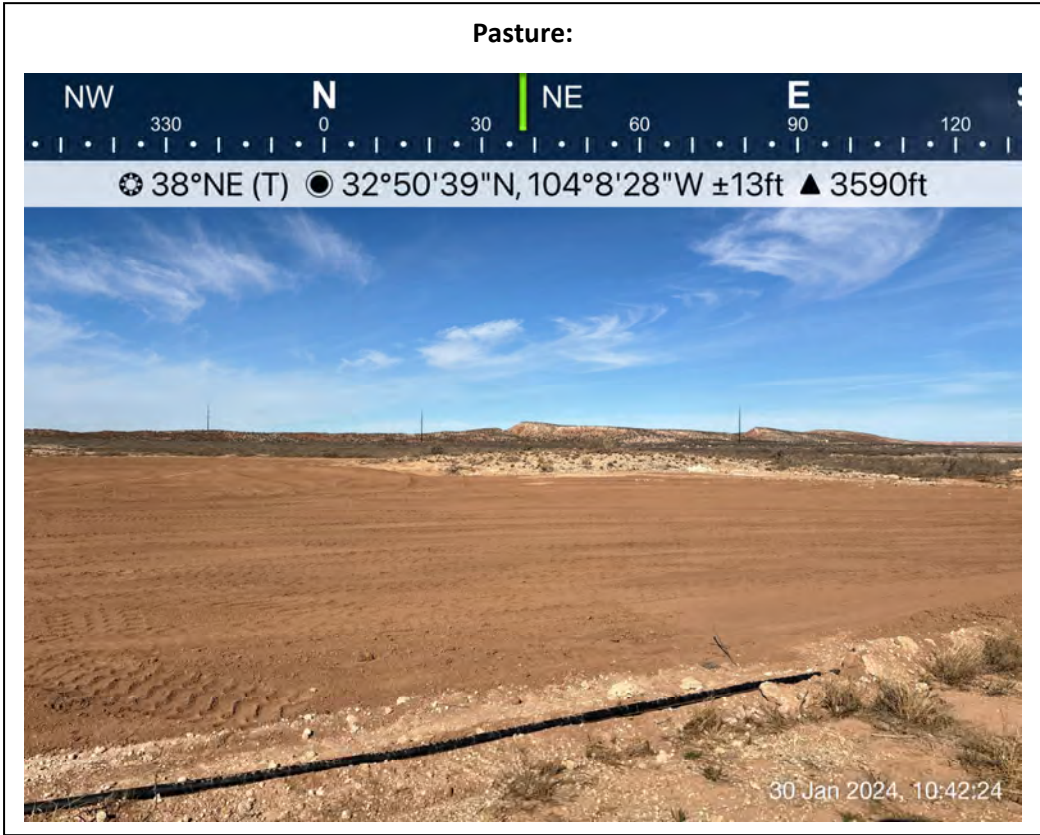 Pasture:
NW N NE E
330 0 30 60 90 120
38°NE (T) 32°50'39"N, 104°8'28"W ±13ft ▲ 3590ft
30 Jan 2024, 10:42:24